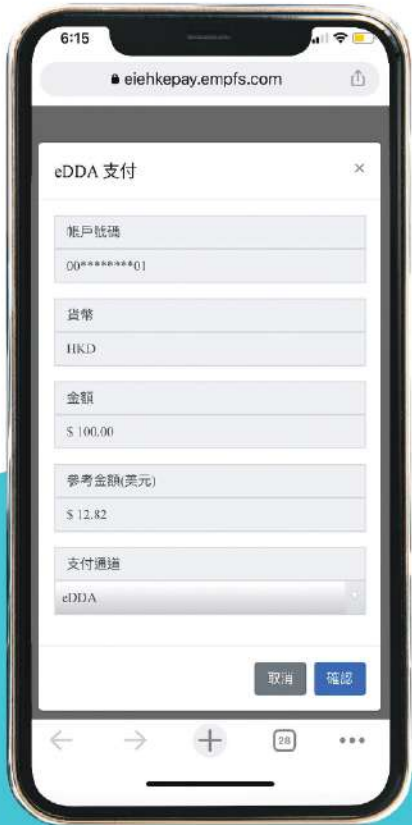 6:15
eiehkepay.empfs.com
eDDA 支付
×
帳戶號碼
00********01
貨幣
HKD
金額
$ 100.00
參考金額(美元)
$ 12.82
支付通道
eDDA
取消
確認
28